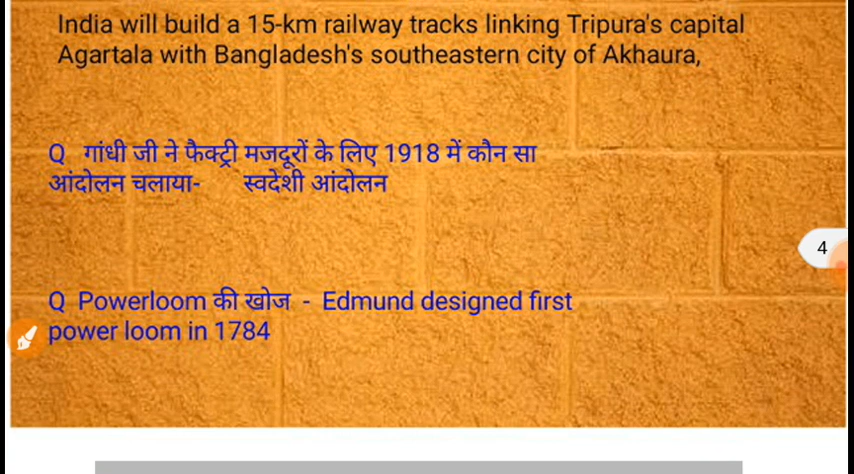 India will build a 15-km railway tracks linking Tripura's capital
Agartala with Bangladesh's southeastern city of Akhaura,
Q गांधी जी ने फैक्ट्री मजदूरों के लिए 1918 में कौन सा
आंदोलन चलाया- स्वदेशी आंदोलन
4
Q Powerloom की खोज - Edmund designed first
power loom in 1784